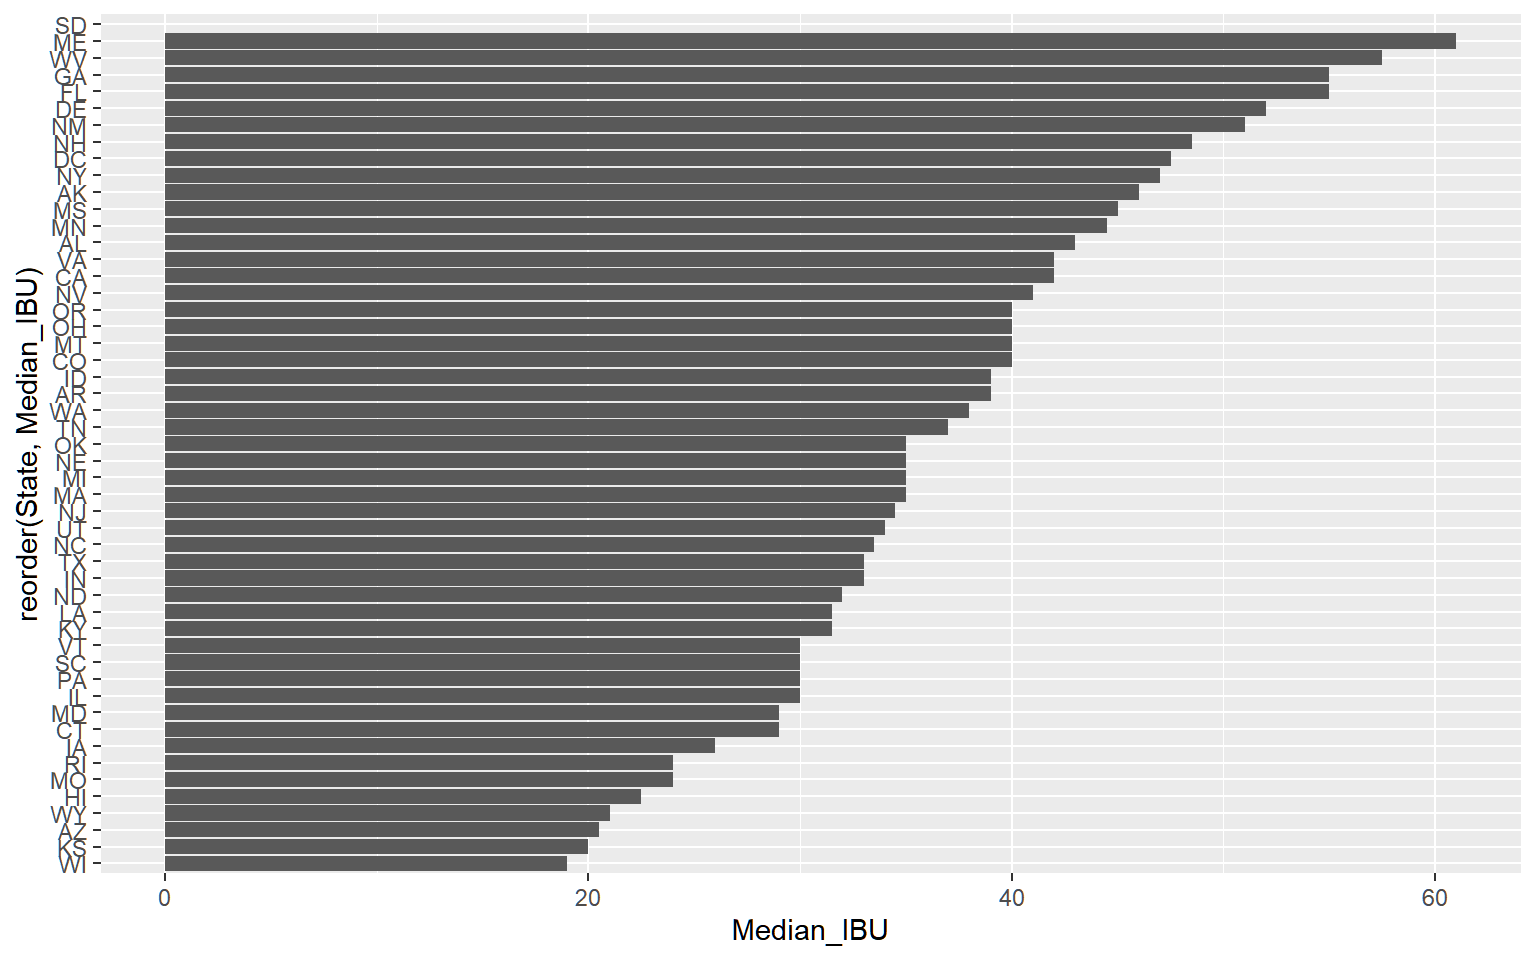 reorder(State, Median_IBU)
SD
ME
WV
GA
FL
DE
NM
NH
DC
NY
AK
MS
MN
AL
VA
CA
NV
OR
OH
MT
CO
ID
AR
WA
TN
OK
NE
MI
MA
NJ
UT
NC
TX
IN
ND
LA
KY
VT
SC
PA
IL
MD
CT
IA
RI
MO
HI
WY
AZ
KS
WI
0 20 40 60
Median_IBU